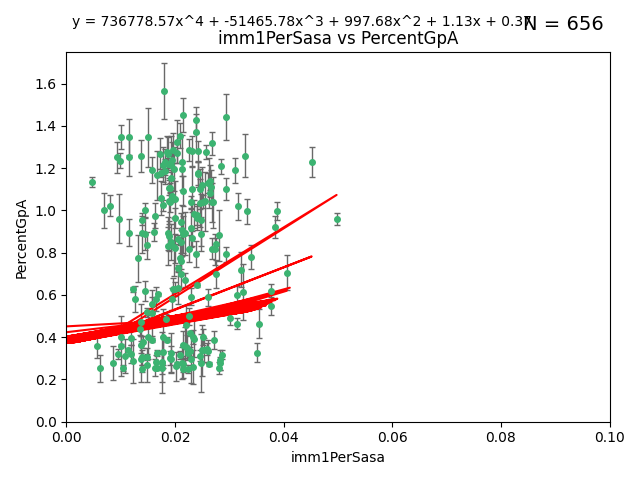 y = 736778.57x^4 + -51465.78x^3 + 997.68x^2 + 1.13x + 0.37
N = 656
imm1PerSasa vs PercentGpA
1.6
1.4
1.2
1.0
0.8
0.6
0.4
0.2
0.0
PercentGpA
0.00 0.02 0.04 0.06 0.08 0.10
imm1PerSasa